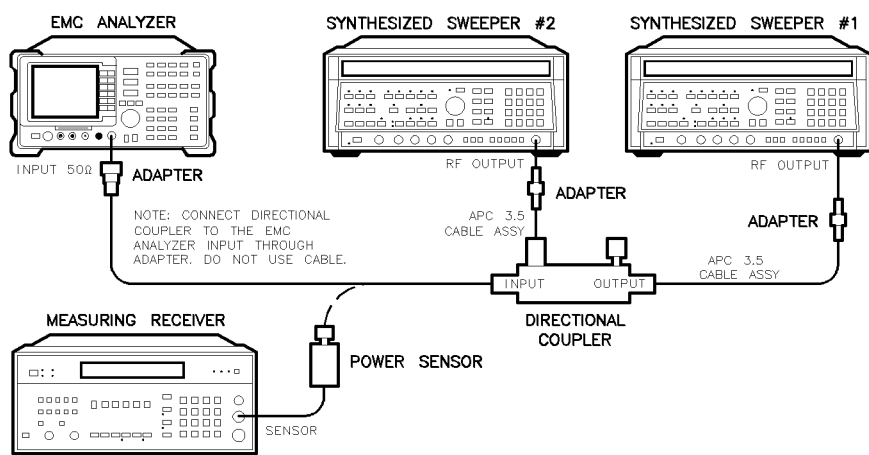 EMC ANALYZER
SYNTHESIZED SWEEPER #2
SYNTHESIZED SWEEPER #1
INPUT 50Ω
ADAPTER
RF OUTPUT
RF OUTPUT
ADAPTER
ADAPTER
NOTE: CONNECT DIRECTIONAL
COUPLER TO THE EMC
ANALYZER INPUT THROUGH
ADAPTER. DO NOT USE CABLE.
APC 3.5
CABLE ASSY
APC 3.5
CABLE ASSY
INPUT
OUTPUT
DIRECTIONAL
COUPLER
MEASURING RECEIVER
POWER SENSOR
SENSOR